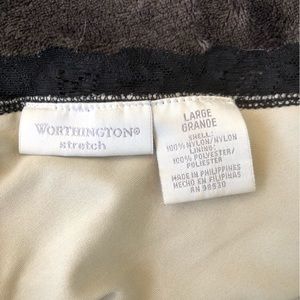 WORTHINGTON®
stretch
LARGE
GRANDE
SHELL:
100% NYLON/NYLON
LINING:
100% POLYESTER/
POLIESTER
MADE IN PHILIPPINES
HECHO EN FILIPINAS
RN 98930